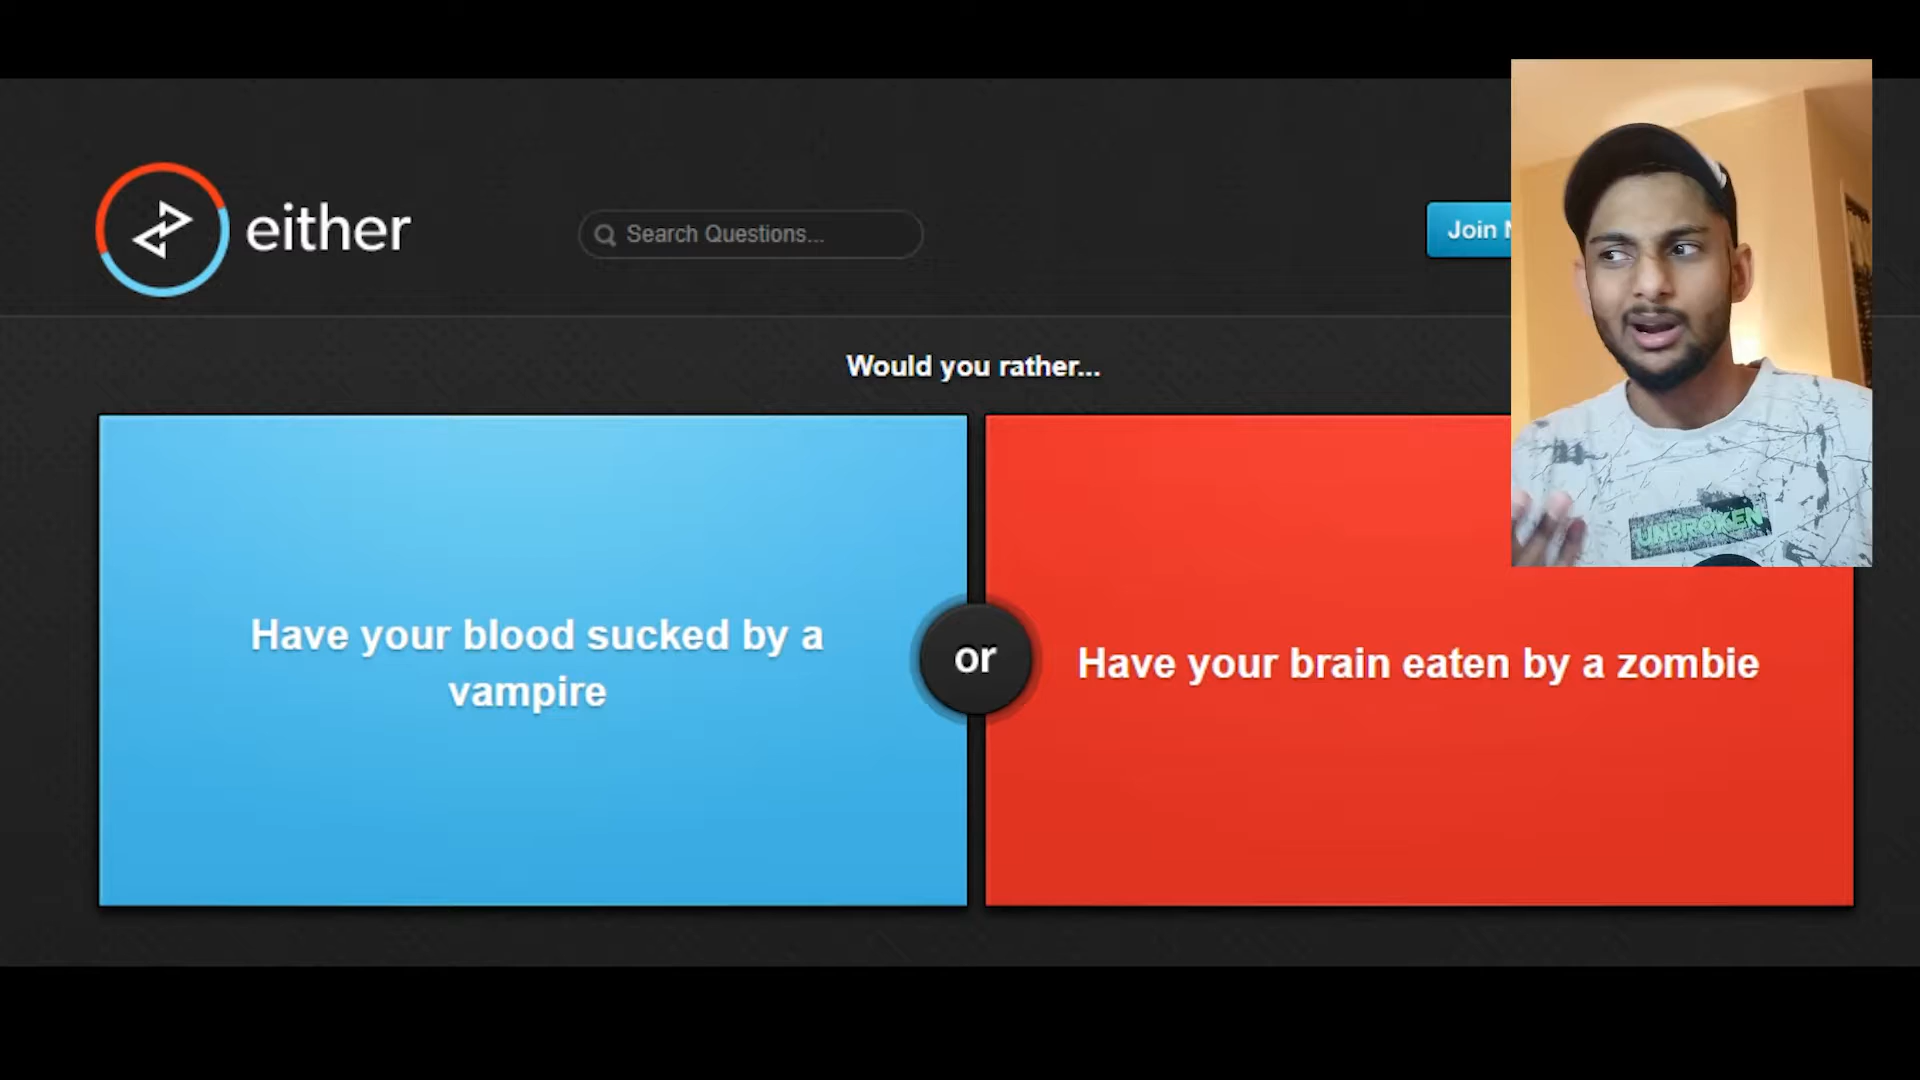 either
Search Questions...
Join
Would you rather...
Have your blood sucked by a
vampire
or
Have your brain eaten by a zombie
UNBROKEN